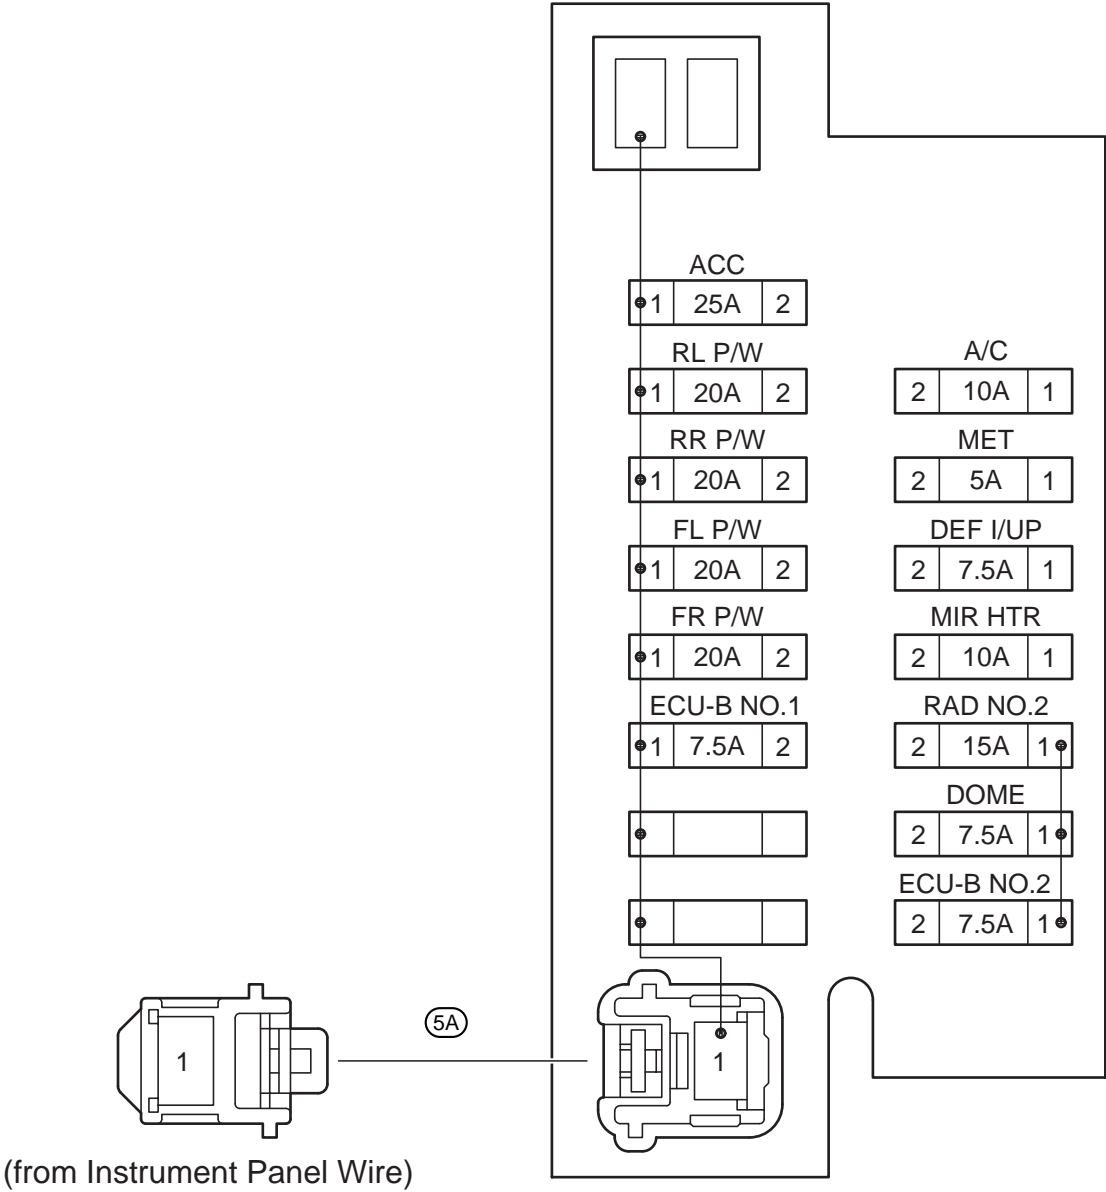 ACC
1 25A 2
RL P/W
1 20A 2
RR P/W
1 20A 2
FL P/W
1 20A 2
FR P/W
1 20A 2
ECU-B NO.1
1 7.5A 2
A/C
2 10A 1
MET
2 5A 1
DEF I/UP
2 7.5A 1
MIR HTR
2 10A 1
RAD NO.2
2 15A 1
DOME
2 7.5A 1
ECU-B NO.2
2 7.5A 1
5A
1
1
(from Instrument Panel Wire)